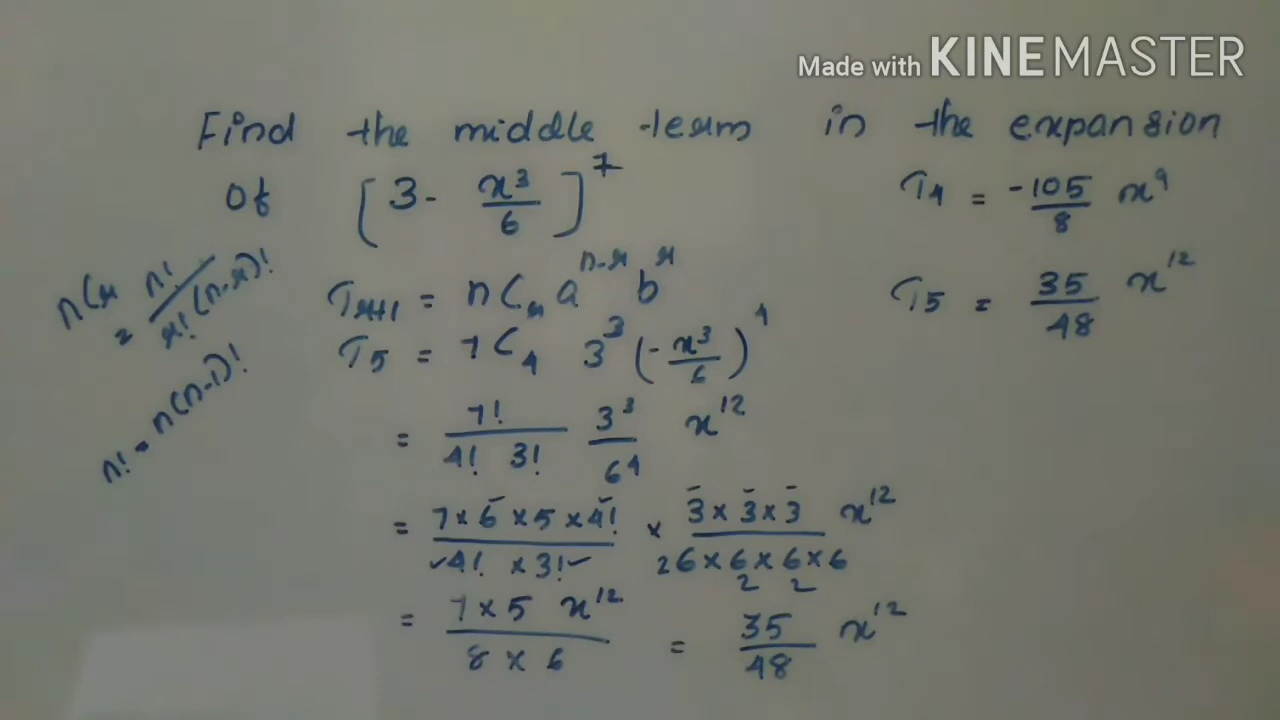 Made with KINEMASTER
Find the middle term in the expansion
of [3 - x³/6]⁷
T₄ = -105/8 x⁹
T₅ = 35/48 x¹²
nCr = n!/r!(n-r)!
n! = n(n-1)!
Tr+1 = nCr aⁿ⁻ʳ bʳ
T₅ = 7C₄ 3³ (-x³/6)⁴
= 7!/4! 3! 3³/6⁴ x¹²
= 7×6×5×4!/4!×3! × 3×3×3/6×6×6×6 x¹²
2 2 2
= 7×5 x¹²/8×6 = 35/48 x¹²